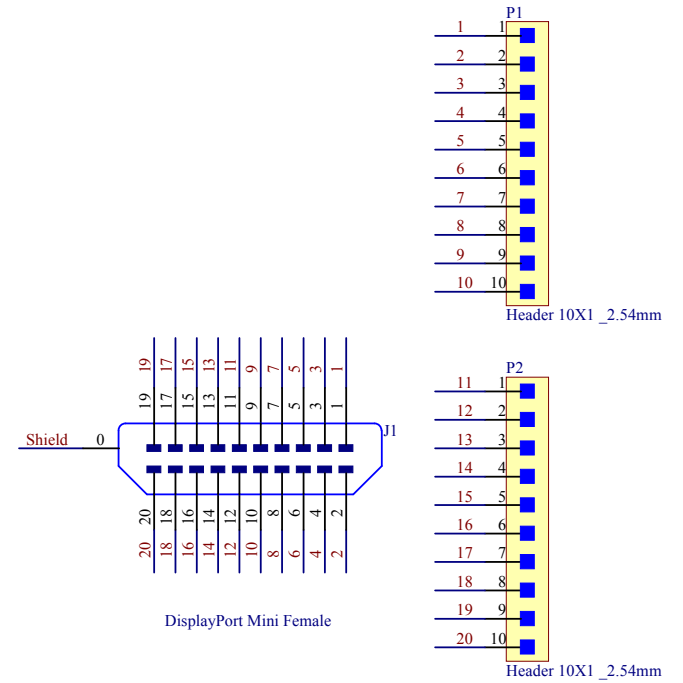 P1
1 1
2 2
3 3
4 4
5 5
6 6
7 7
8 8
9 9
10 10
Header 10X1 _2.54mm
19 17 15 13 11 9 7 5 3 1
19 17 15 13 11 9 7 5 3 1
J1
Shield 0
20 18 16 14 12 10 8 6 4 2
20 18 16 14 12 10 8 6 4 2
DisplayPort Mini Female
P2
11 1
12 2
13 3
14 4
15 5
16 6
17 7
18 8
19 9
20 10
Header 10X1 _2.54mm